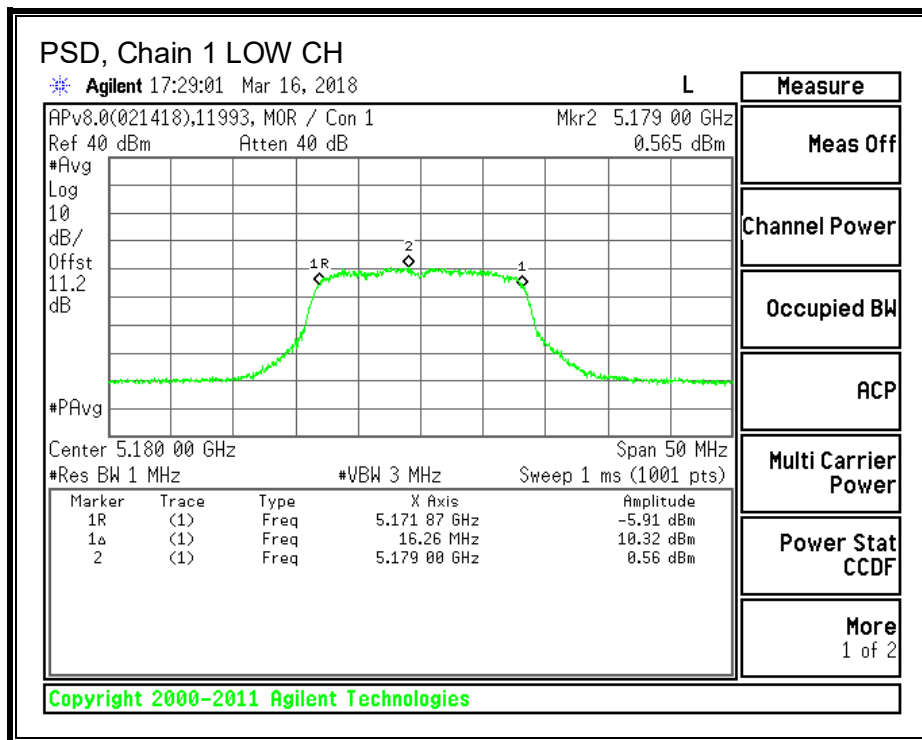 PSD, Chain 1 LOW CH
Agilent 17:29:01 Mar 16, 2018 L
APv8.0(021418),11993, MOR / Con 1 Mkr2 5.179 00 GHz
Ref 40 dBm Atten 40 dB 0.565 dBm
#Avg
Log
10
dB/
Offst
11.2
dB
#PAvg
1R
2
1
Center 5.180 00 GHz Span 50 MHz
#Res BW 1 MHz #VBW 3 MHz Sweep 1 ms (1001 pts)
Marker Trace Type X Axis Amplitude
1R (1) Freq 5.171 87 GHz -5.91 dBm
1Δ (1) Freq 16.26 MHz 10.32 dBm
2 (1) Freq 5.179 00 GHz 0.56 dBm
Measure
Meas Off
Channel Power
Occupied BW
ACP
Multi Carrier
Power
Power Stat
CCDF
More
1 of 2
Copyright 2000-2011 Agilent Technologies